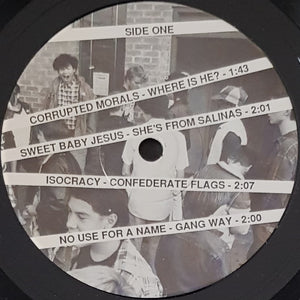 SIDE ONE
CORRUPTED MORALS - WHERE IS HE? - 1:43
SWEET BABY JESUS - SHE'S FROM SALINAS - 2:01
ISOCRACY - CONFEDERATE FLAGS - 2:07
NO USE FOR A NAME - GANG WAY - 2:00